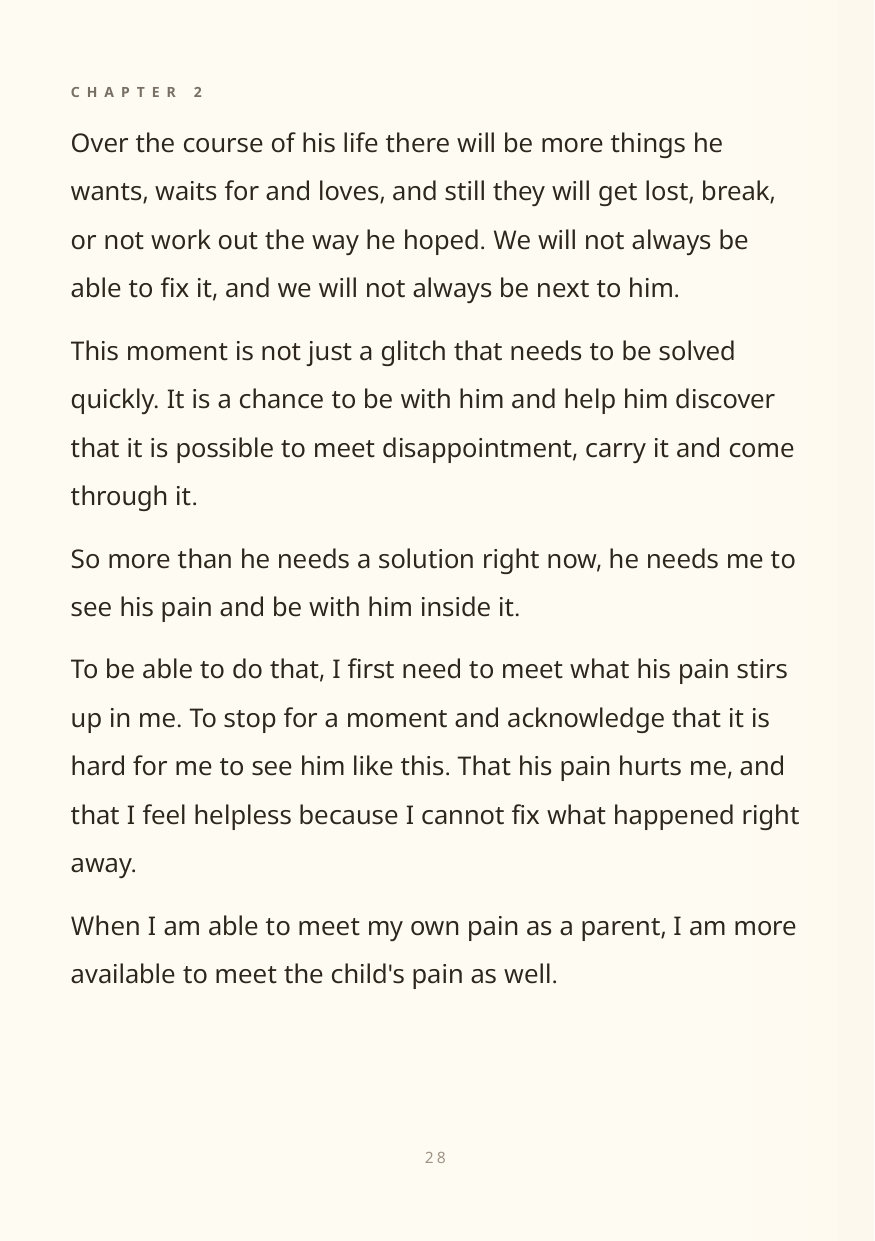 CHAPTER 2
Over the course of his life there will be more things he
wants, waits for and loves, and still they will get lost, break,
or not work out the way he hoped. We will not always be
able to fix it, and we will not always be next to him.
This moment is not just a glitch that needs to be solved
quickly. It is a chance to be with him and help him discover
that it is possible to meet disappointment, carry it and come
through it.
So more than he needs a solution right now, he needs me to
see his pain and be with him inside it.
To be able to do that, I first need to meet what his pain stirs
up in me. To stop for a moment and acknowledge that it is
hard for me to see him like this. That his pain hurts me, and
that I feel helpless because I cannot fix what happened right
away.
When I am able to meet my own pain as a parent, I am more
available to meet the child's pain as well.
28